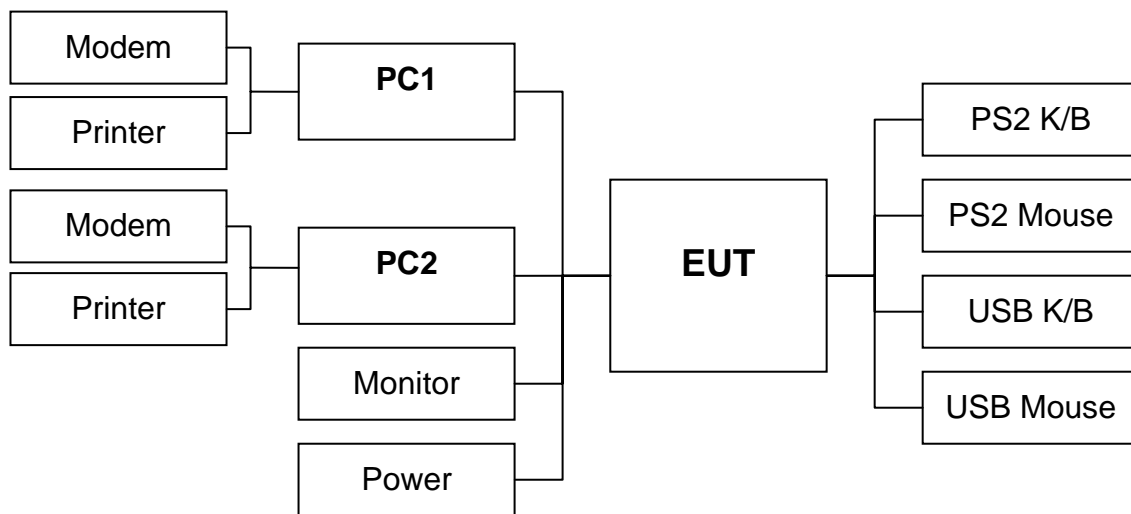 Modem
Printer
PC1
Modem
Printer
PC2
Monitor
Power
EUT
PS2 K/B
PS2 Mouse
USB K/B
USB Mouse